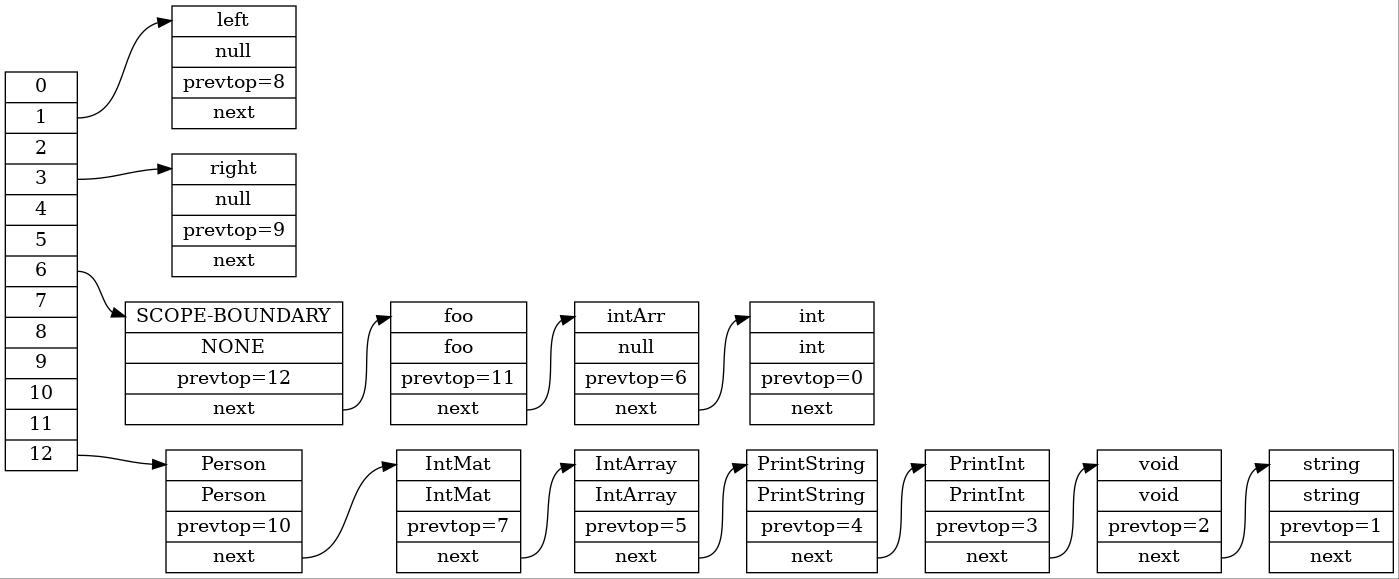 0
1
2
3
4
5
6
7
8
9
10
11
12
left
null
prevtop=8
next
right
null
prevtop=9
next
SCOPE-BOUNDARY
NONE
prevtop=12
next
foo
foo
prevtop=11
next
intArr
null
prevtop=6
next
int
int
prevtop=0
next
Person
Person
prevtop=10
next
IntMat
IntMat
prevtop=7
next
IntArray
IntArray
prevtop=5
next
PrintString
PrintString
prevtop=4
next
PrintInt
PrintInt
prevtop=3
next
void
void
prevtop=2
next
string
string
prevtop=1
next